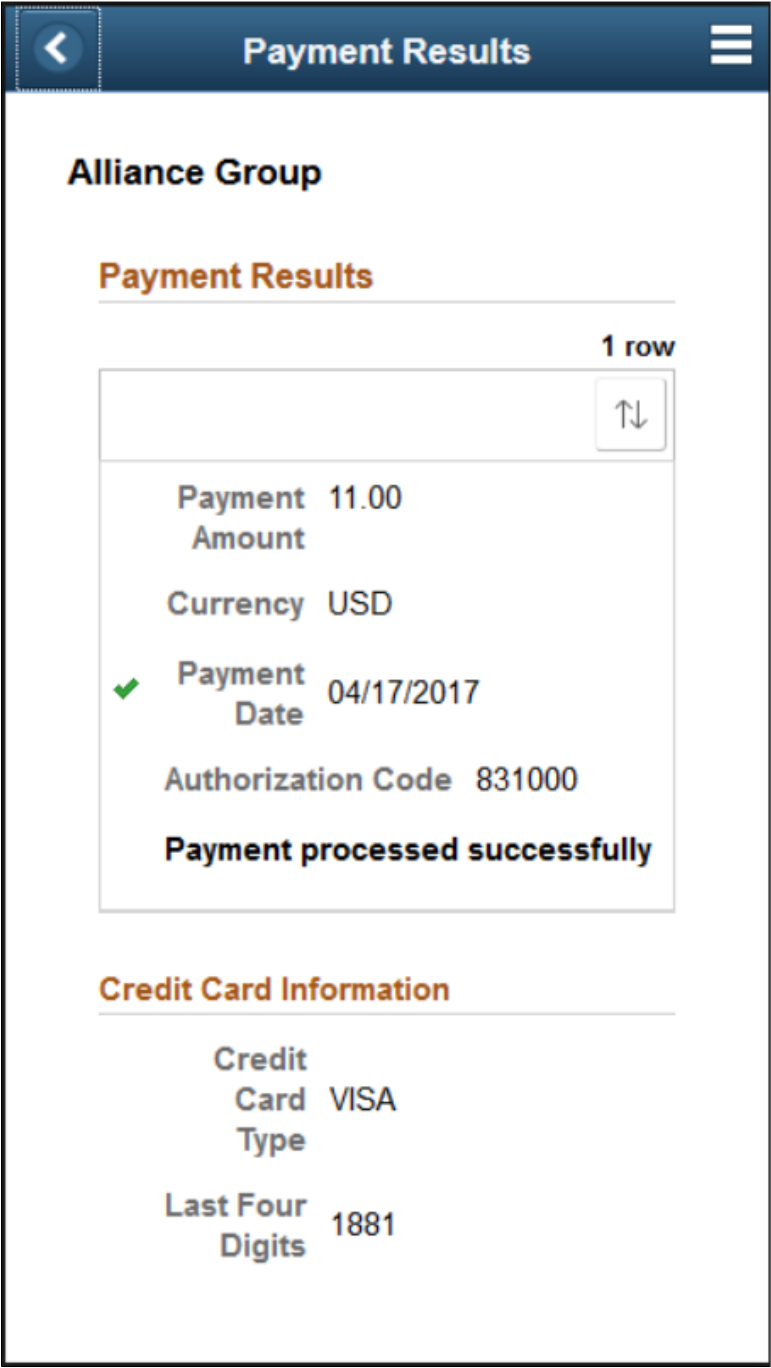 Payment Results
Alliance Group
Payment Results
1 row
Payment Amount 11.00
Currency USD
Payment Date 04/17/2017
Authorization Code 831000
Payment processed successfully
Credit Card Information
Credit Card Type VISA
Last Four Digits 1881